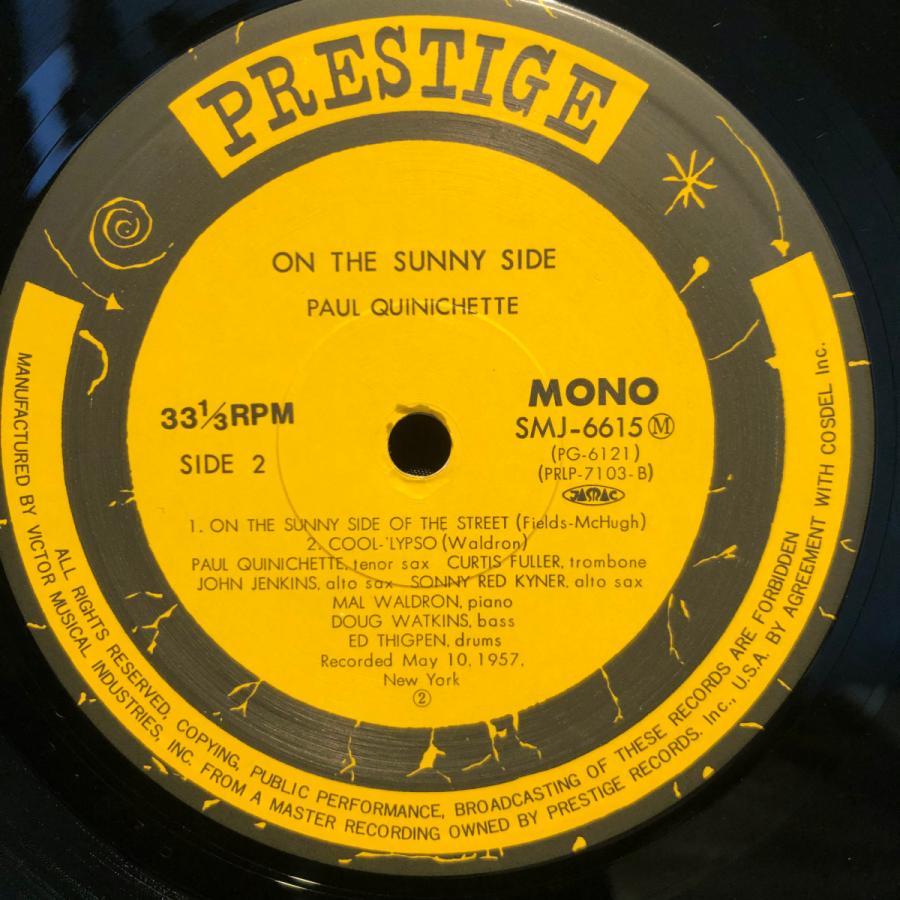 PRESTIGE
ON THE SUNNY SIDE
PAUL QUINICHETTE
33⅓RPM
SIDE 2
MONO
SMJ-6615Ⓜ
(PG-6121)
(PRLP-7103-B)
JASRAC
1. ON THE SUNNY SIDE OF THE STREET (Fields-McHugh)
2. COOL-'LYPSO (Waldron)
PAUL QUINICHETTE, tenor sax CURTIS FULLER, trombone
JOHN JENKINS, alto sax SONNY RED KYNER, alto sax
MAL WALDRON, piano
DOUG WATKINS, bass
ED THIGPEN, drums
Recorded May 10, 1957,
New York
②
ALL RIGHTS RESERVED, COPYING, PUBLIC PERFORMANCE, BROADCASTING OF THESE RECORDS ARE FORBIDDEN
MANUFACTURED BY VICTOR MUSICAL INDUSTRIES, INC. FROM A MASTER RECORDING OWNED BY PRESTIGE RECORDS. Inc., U.S.A. BY AGREEMENT WITH COSDEL Inc.